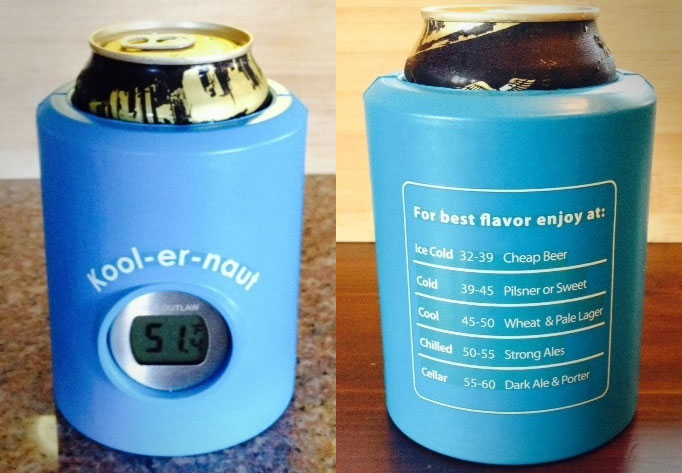 Kool-er-naut
OUTLAW
51.4°F
For best flavor enjoy at:
Ice Cold 32-39 Cheap Beer
Cold 39-45 Pilsner or Sweet
Cool 45-50 Wheat & Pale Lager
Chilled 50-55 Strong Ales
Cellar 55-60 Dark Ale & Porter